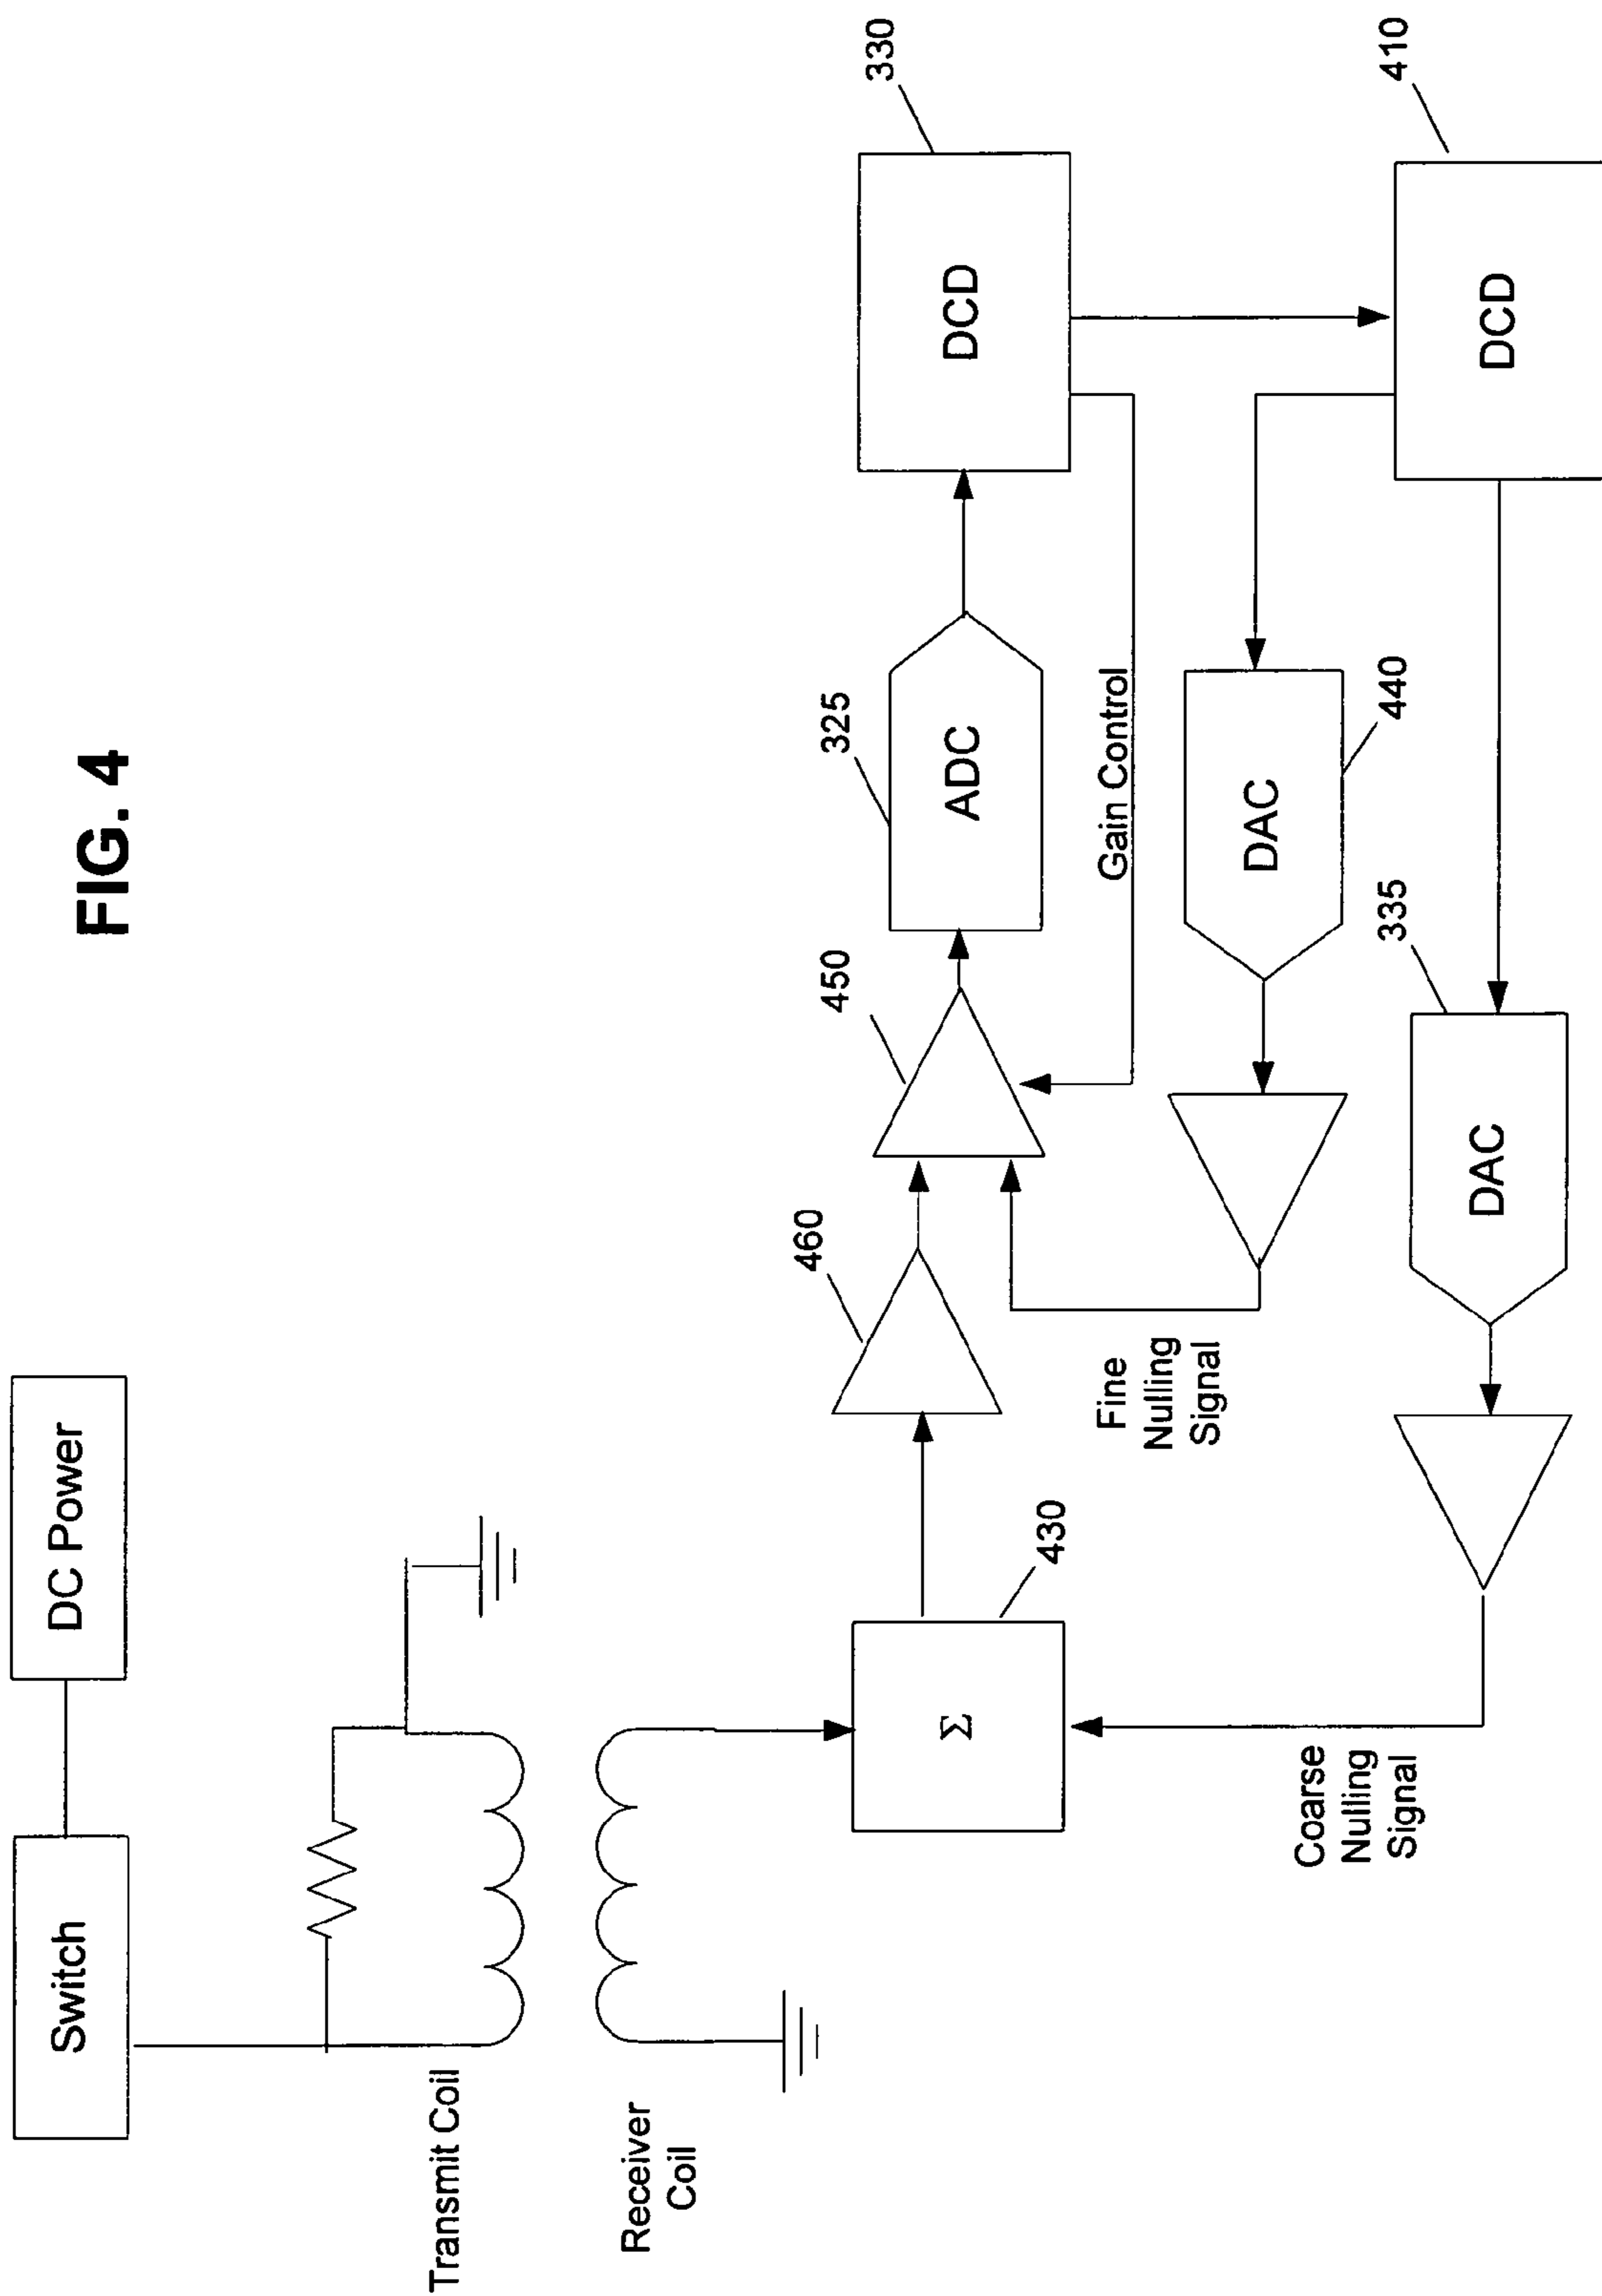 FIG. 4
Switch
DC Power
Transmit Coil
Receiver
Coil
Σ
430
460
450
325
ADC
330
DCD
Gain Control
Fine
Nulling
Signal
DAC
440
410
DCD
335
DAC
Coarse
Nulling
Signal